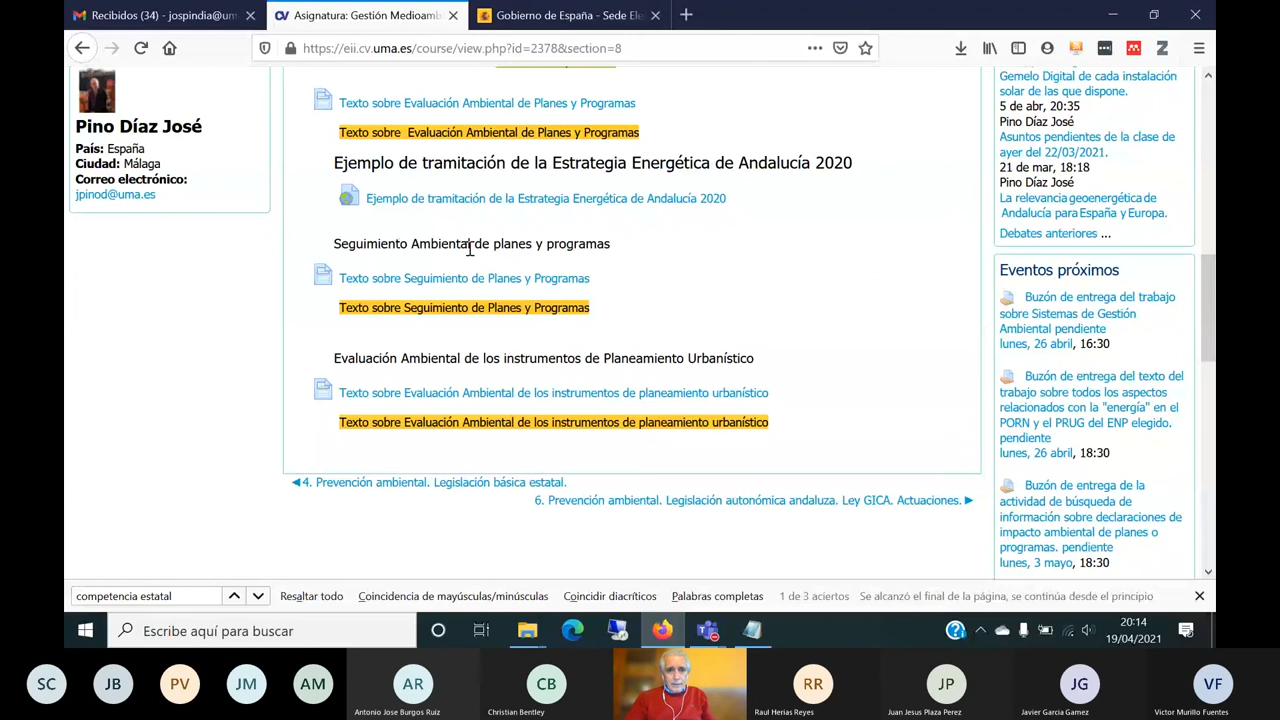 Recibidos (34) - jospindia@um
Asignatura: Gestión Medioamb
Gobierno de España - Sede Ele
https://eii.cv.uma.es/course/view.php?id=2378&section=8
Pino Díaz José
País: España
Ciudad: Málaga
Correo electrónico:
jpinod@uma.es
Texto sobre Evaluación Ambiental de Planes y Programas
Texto sobre Evaluación Ambiental de Planes y Programas
Ejemplo de tramitación de la Estrategia Energética de Andalucía 2020
Ejemplo de tramitación de la Estrategia Energética de Andalucía 2020
Seguimiento Ambiental de planes y programas
Texto sobre Seguimiento de Planes y Programas
Texto sobre Seguimiento de Planes y Programas
Evaluación Ambiental de los instrumentos de Planeamiento Urbanístico
Texto sobre Evaluación Ambiental de los instrumentos de planeamiento urbanístico
Texto sobre Evaluación Ambiental de los instrumentos de planeamiento urbanístico
◄4. Prevención ambiental. Legislación básica estatal.
6. Prevención ambiental. Legislación autonómica andaluza. Ley GICA. Actuaciones.►
Gemelo Digital de cada instalación
solar de las que dispone.
5 de abr, 20:35
Pino Díaz José
Asuntos pendientes de la clase de
ayer del 22/03/2021.
21 de mar, 18:18
Pino Díaz José
La relevancia geoenergética de
Andalucía para España y Europa.
Debates anteriores ...
Eventos próximos
Buzón de entrega del trabajo
sobre Sistemas de Gestión
Ambiental pendiente
lunes, 26 abril, 16:30
Buzón de entrega del texto del
trabajo sobre todos los aspectos
relacionados con la "energía" en el
PORN y el PRUG del ENP elegido.
pendiente
lunes, 26 abril, 18:30
Buzón de entrega de la
actividad de búsqueda de
información sobre declaraciones de
impacto ambiental de planes o
programas. pendiente
lunes, 3 mayo, 18:30
competencia estatal
Resaltar todo
Coincidencia de mayúsculas/minúsculas
Coincidir diacríticos
Palabras completas
1 de 3 aciertos
Se alcanzó el final de la página, se continúa desde el principio
Escribe aquí para buscar
20:14
19/04/2021
SC
JB
PV
JM
AM
AR
Antonio Jose Burgos Ruiz
CB
Christian Bentley
RR
Raul Herias Reyes
JP
Juan Jesus Plaza Perez
JG
Javier Garcia Gamez
VF
Victor Murillo Fuentes